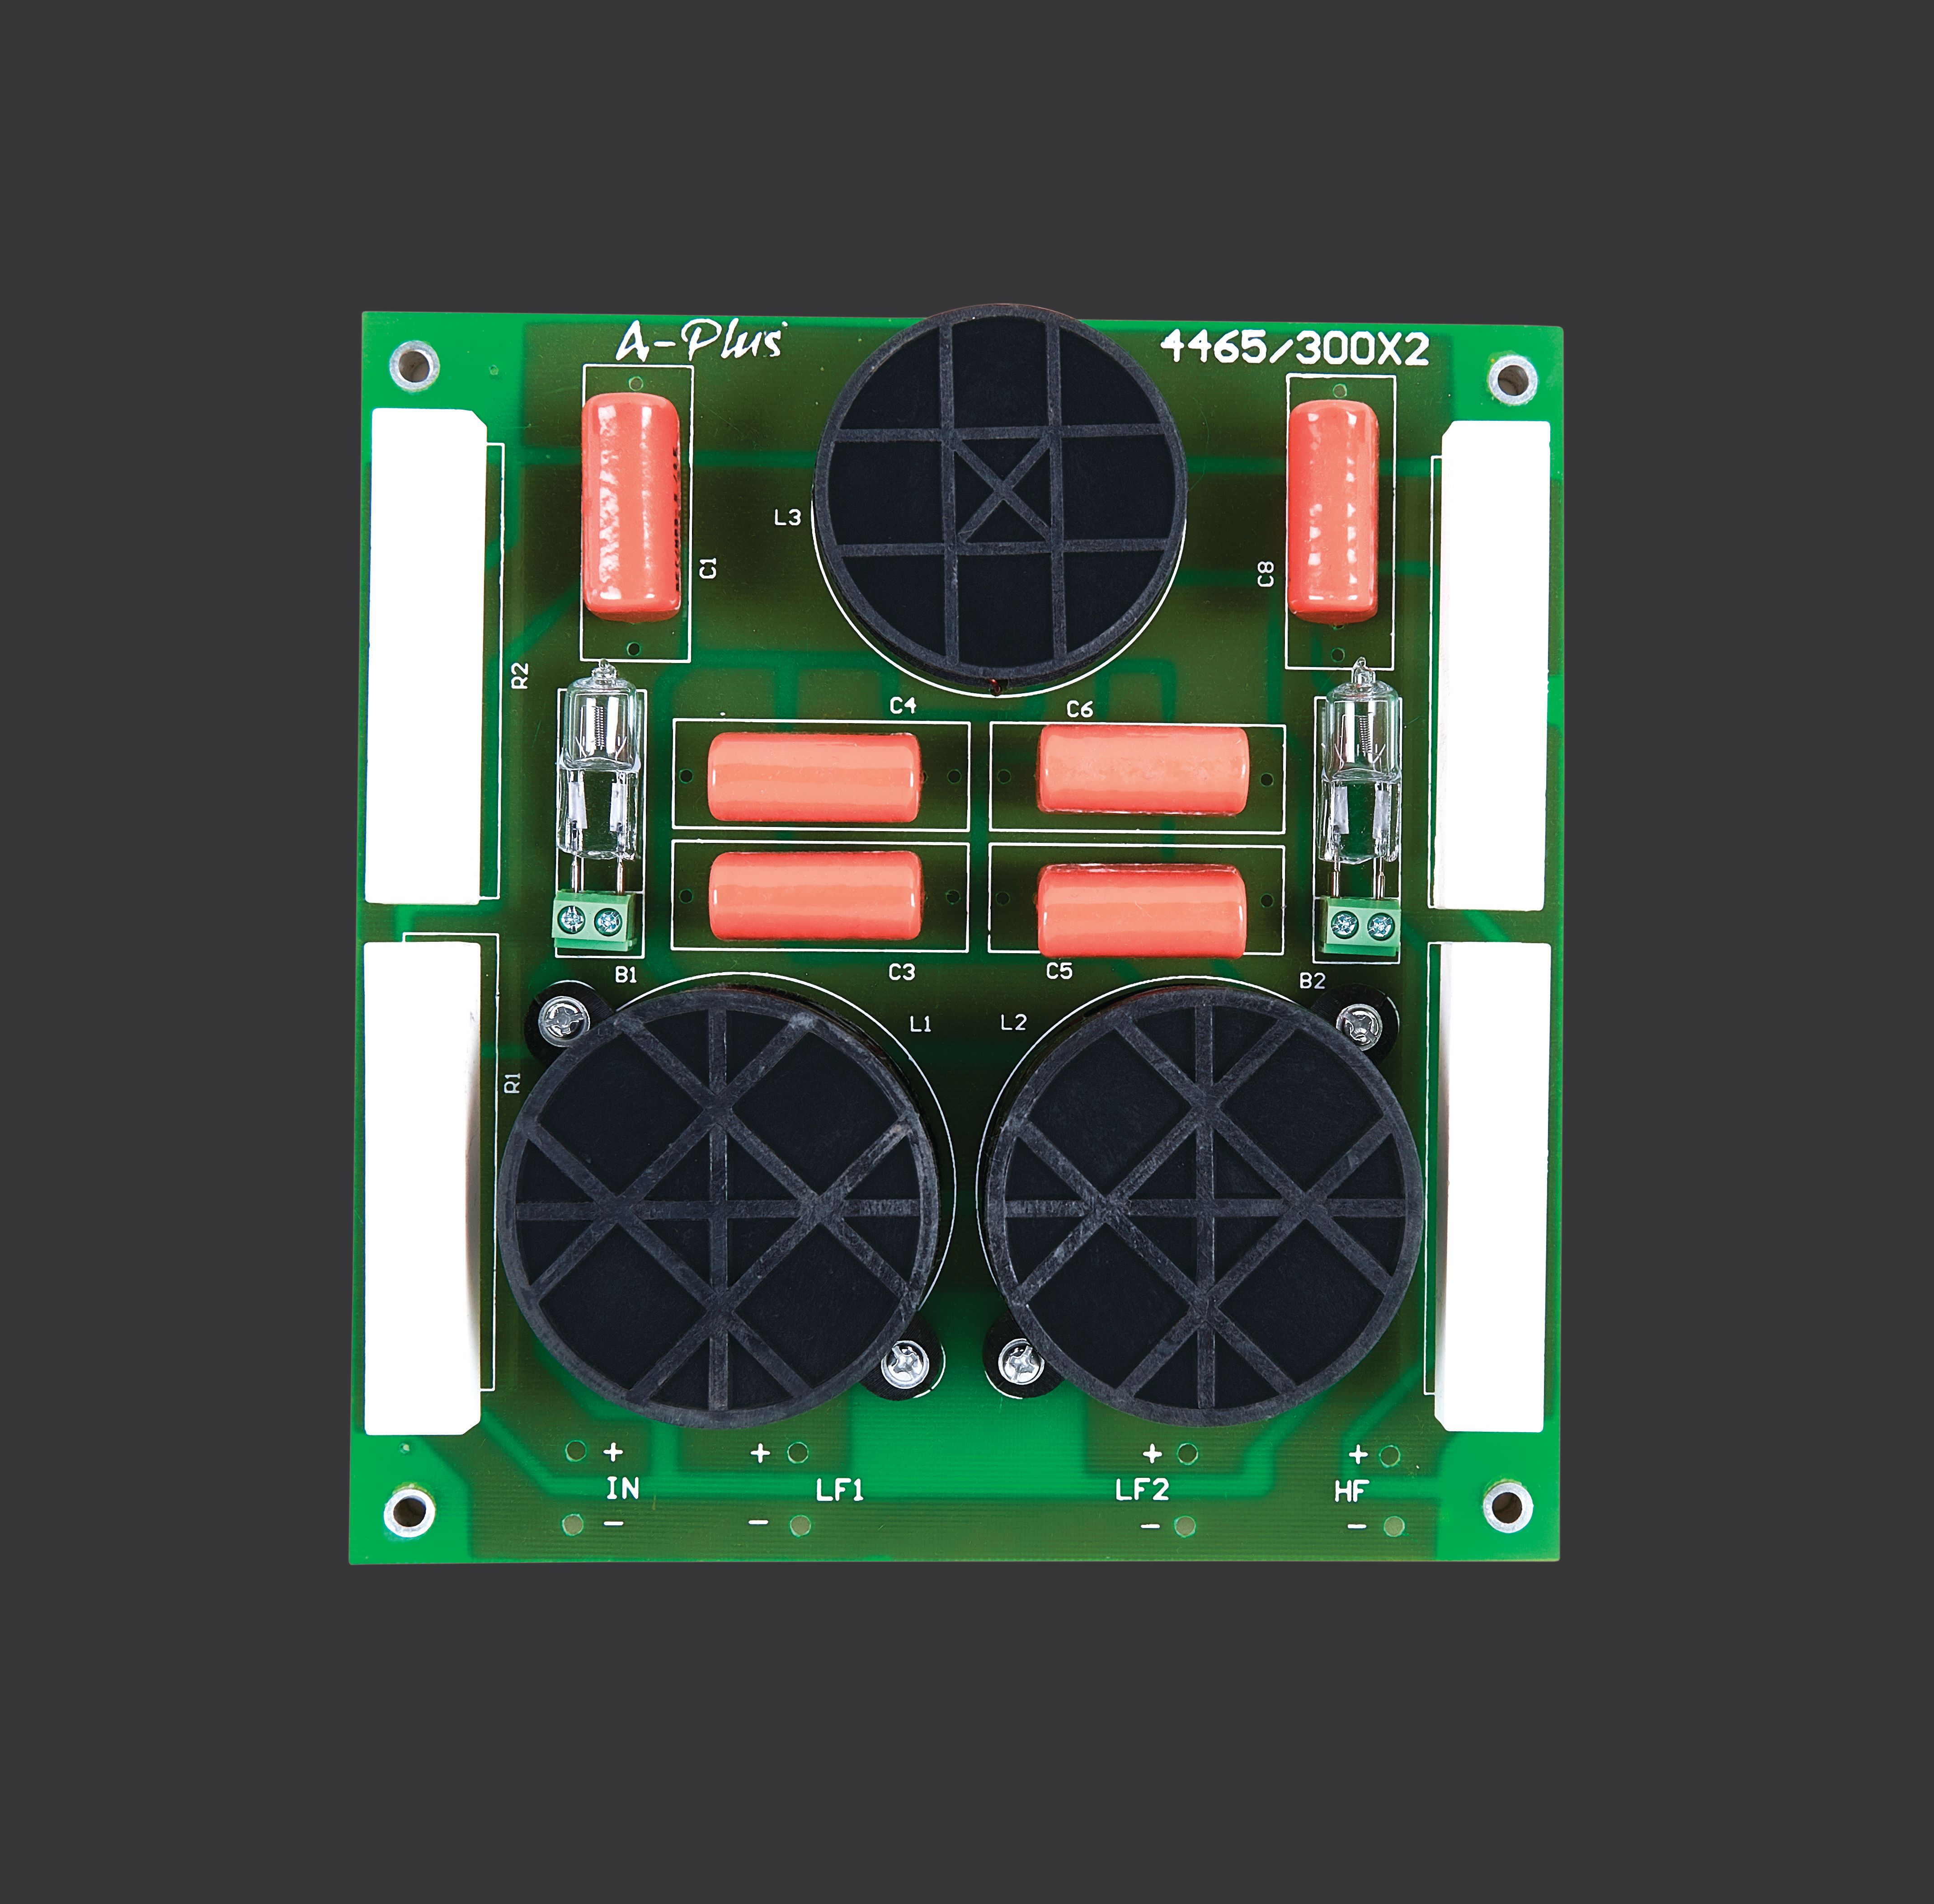 A-Plus
4465/300X2
L3
C1
C8
R2
C4
C6
B1
C3
C5
B2
L1
L2
R1
+ + + +
IN LF1 LF2 HF
- - - -